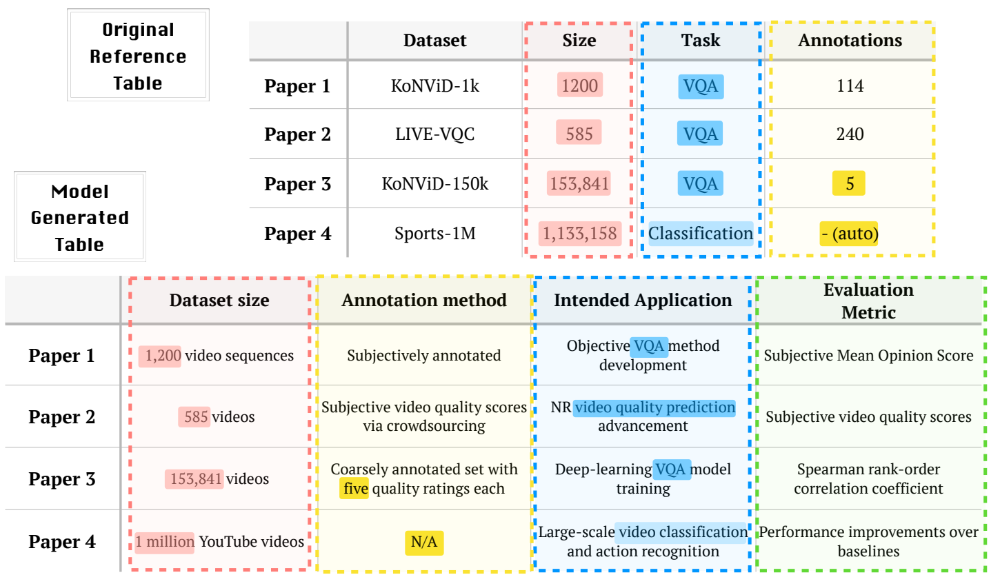 Original
Reference
Table
Dataset Size Task Annotations
Paper 1 KoNViD-1k 1200 VQA 114
Paper 2 LIVE-VQC 585 VQA 240
Paper 3 KoNViD-150k 153,841 VQA 5
Paper 4 Sports-1M 1,133,158 Classification - (auto)
Model
Generated
Table
Dataset size Annotation method Intended Application Evaluation
Metric
Paper 1 1,200 video sequences Subjectively annotated Objective VQA method
development Subjective Mean Opinion Score
Paper 2 585 videos Subjective video quality scores
via crowdsourcing NR video quality prediction
advancement Subjective video quality scores
Paper 3 153,841 videos Coarsely annotated set with
five quality ratings each Deep-learning VQA model
training Spearman rank-order
correlation coefficient
Paper 4 1 million YouTube videos N/A Large-scale video classification
and action recognition Performance improvements over
baselines